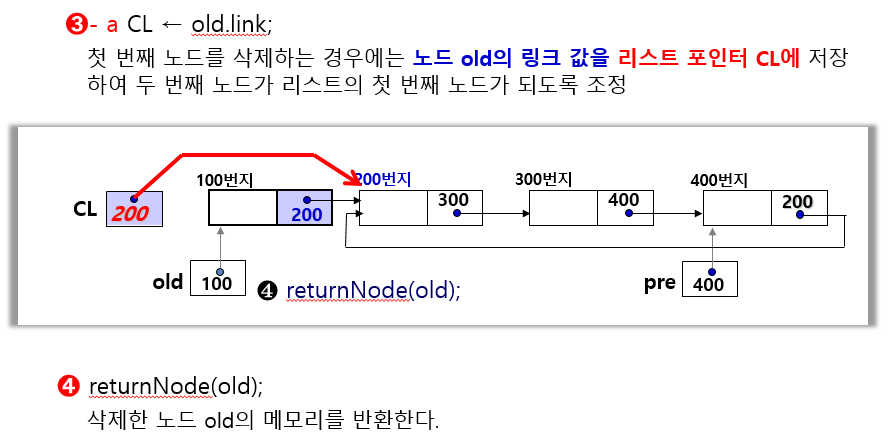 ❸- a CL ← old.link;
첫 번째 노드를 삭제하는 경우에는 노드 old의 링크 값을 리스트 포인터 CL에 저장
하여 두 번째 노드가 리스트의 첫 번째 노드가 되도록 조정
100번지 200번지 300번지 400번지
CL 200 200 300 400 200
old 100 ❹ returnNode(old); pre 400
❹ returnNode(old);
삭제한 노드 old의 메모리를 반환한다.